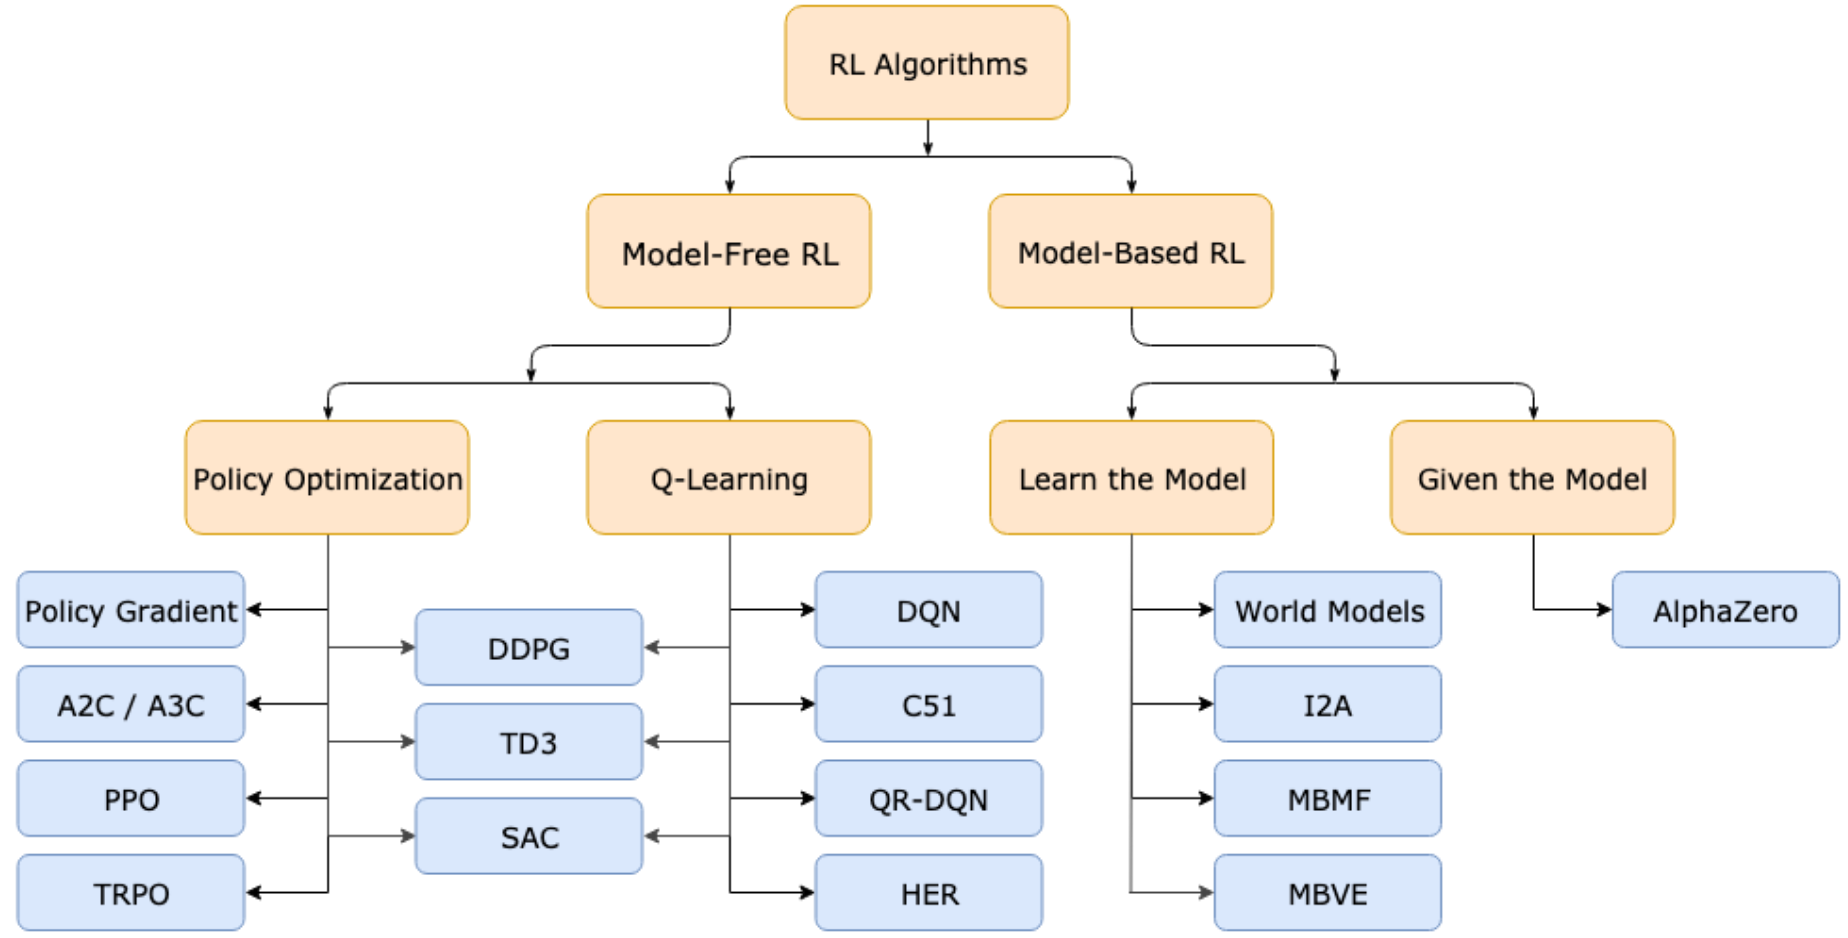 RL Algorithms
Model-Free RL
Model-Based RL
Policy Optimization
Q-Learning
Learn the Model
Given the Model
Policy Gradient
DDPG
DQN
World Models
AlphaZero
A2C / A3C
TD3
C51
I2A
PPO
SAC
QR-DQN
MBMF
TRPO
HER
MBVE